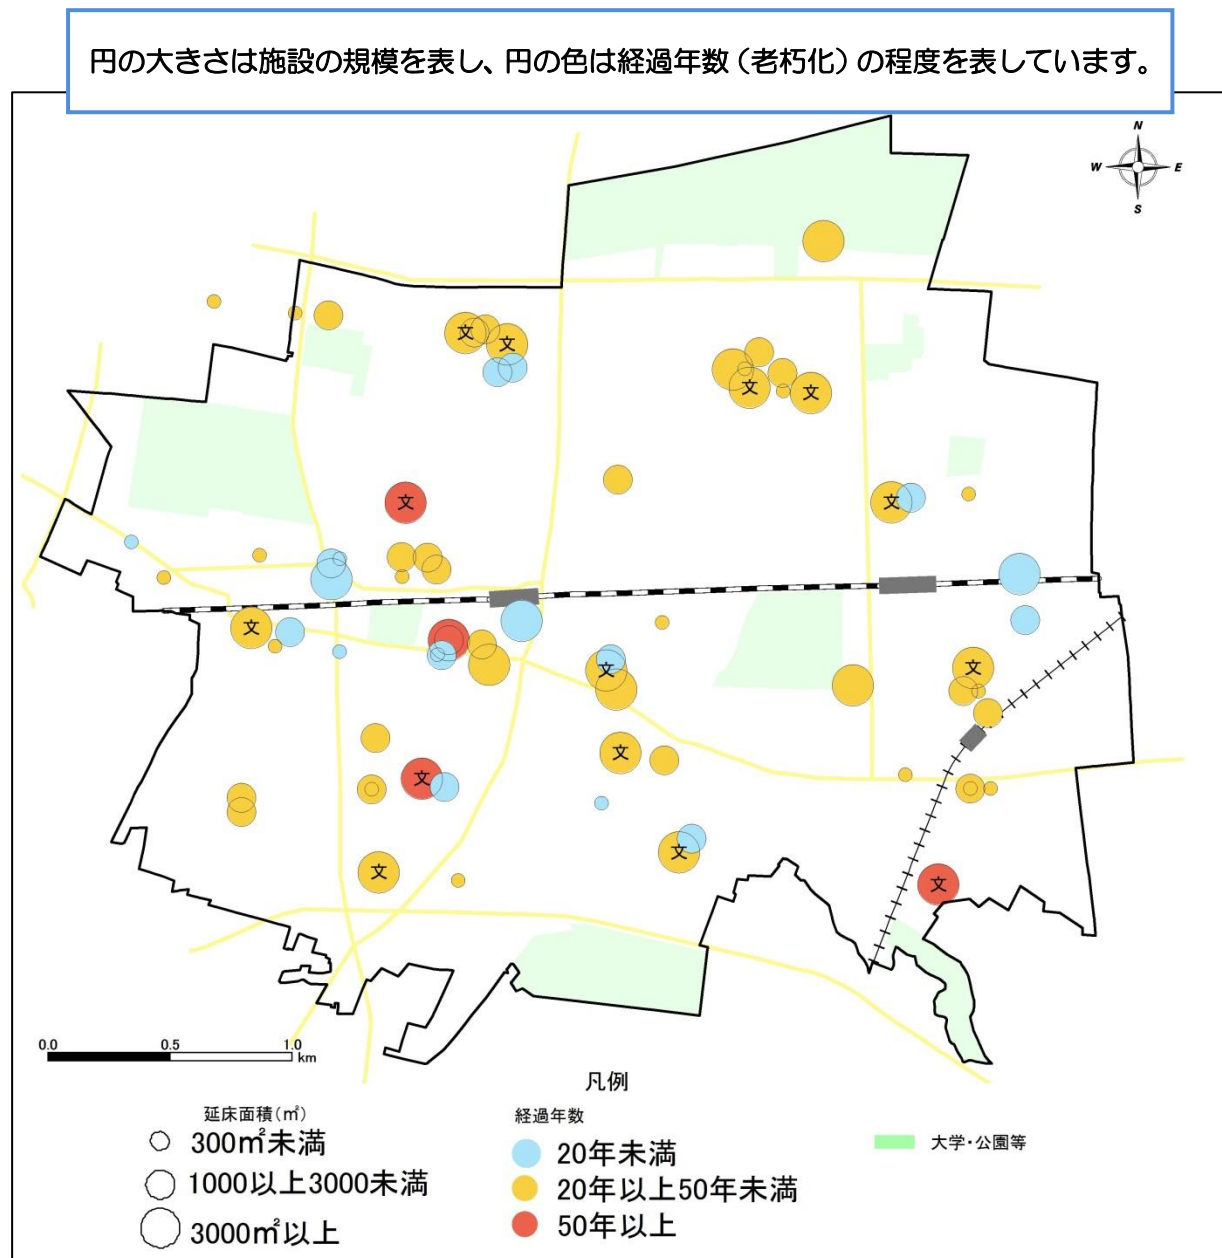 円の大きさは施設の規模を表し、円の色は経過年数(老朽化)の程度を表しています。
N
W E
S
文
文
文
文
文
文
文
文
文
文
文
文
文
0.0 0.5 1.0
km
凡例
延床面積(㎡)
300㎡未満
1000以上3000未満
3000㎡以上
経過年数
20年未満
20年以上50年未満
50年以上
大学・公園等